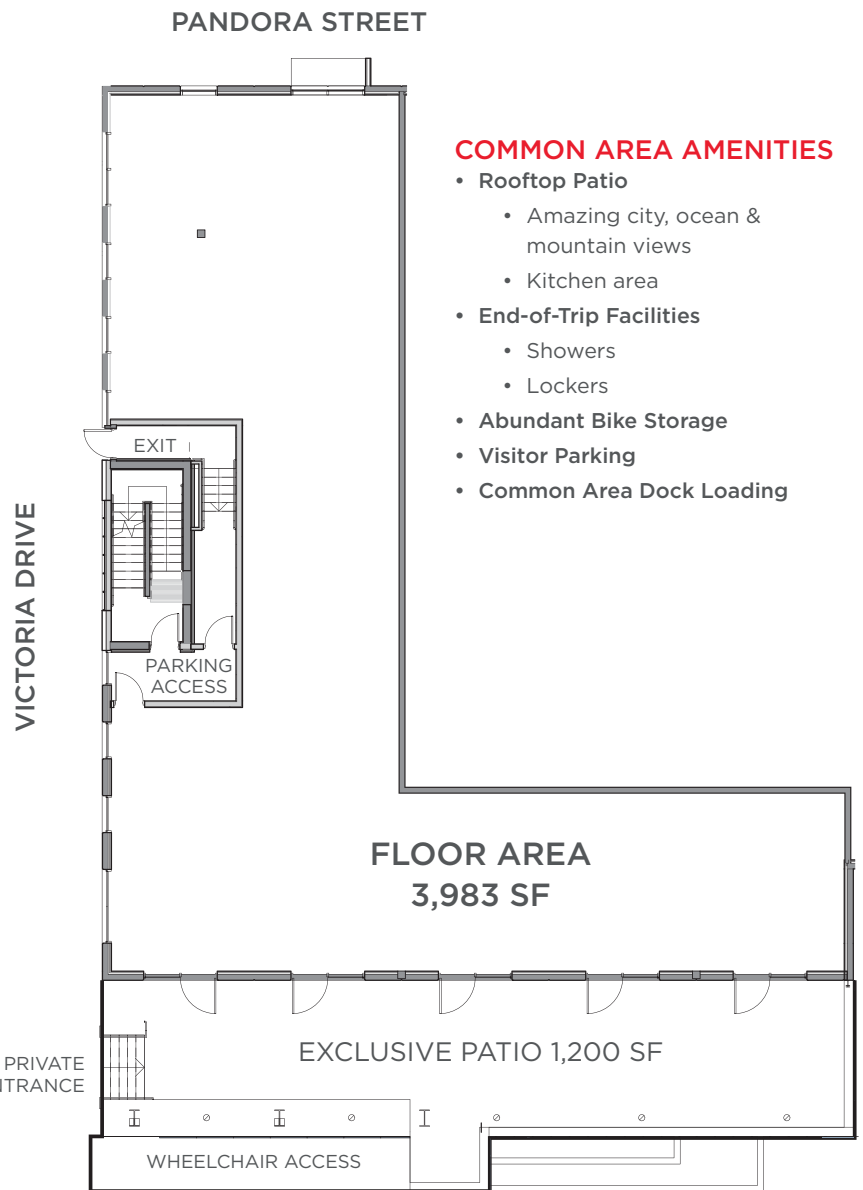 PANDORA STREET
COMMON AREA AMENITIES
• Rooftop Patio
• Amazing city, ocean &
mountain views
• Kitchen area
• End-of-Trip Facilities
• Showers
• Lockers
• Abundant Bike Storage
• Visitor Parking
• Common Area Dock Loading
EXIT
VICTORIA DRIVE
PARKING
ACCESS
FLOOR AREA
3,983 SF
EXCLUSIVE PATIO 1,200 SF
PRIVATE
NTRANCE
WHEELCHAIR ACCESS